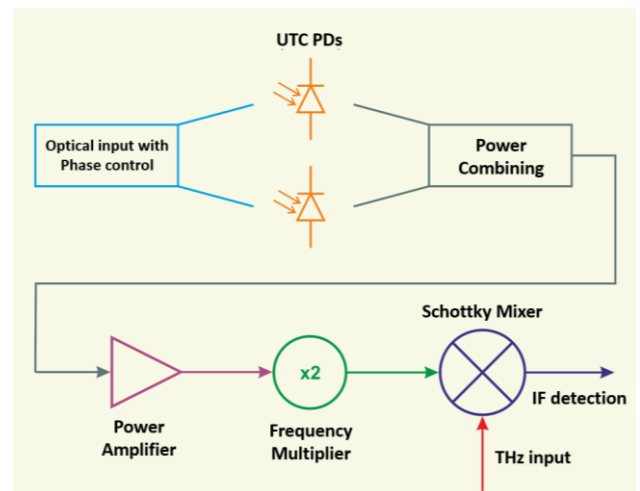 UTC PDs
Optical input with
Phase control
Power
Combining
Schottky Mixer
x2
IF detection
Power
Amplifier
Frequency
Multiplier
THz input